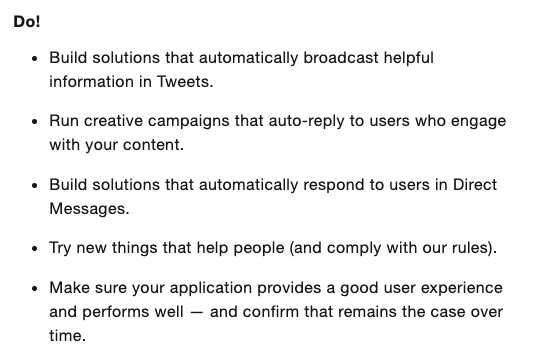 Do!
• Build solutions that automatically broadcast helpful
information in Tweets.
• Run creative campaigns that auto-reply to users who engage
with your content.
• Build solutions that automatically respond to users in Direct
Messages.
• Try new things that help people (and comply with our rules).
• Make sure your application provides a good user experience
and performs well — and confirm that remains the case over
time.